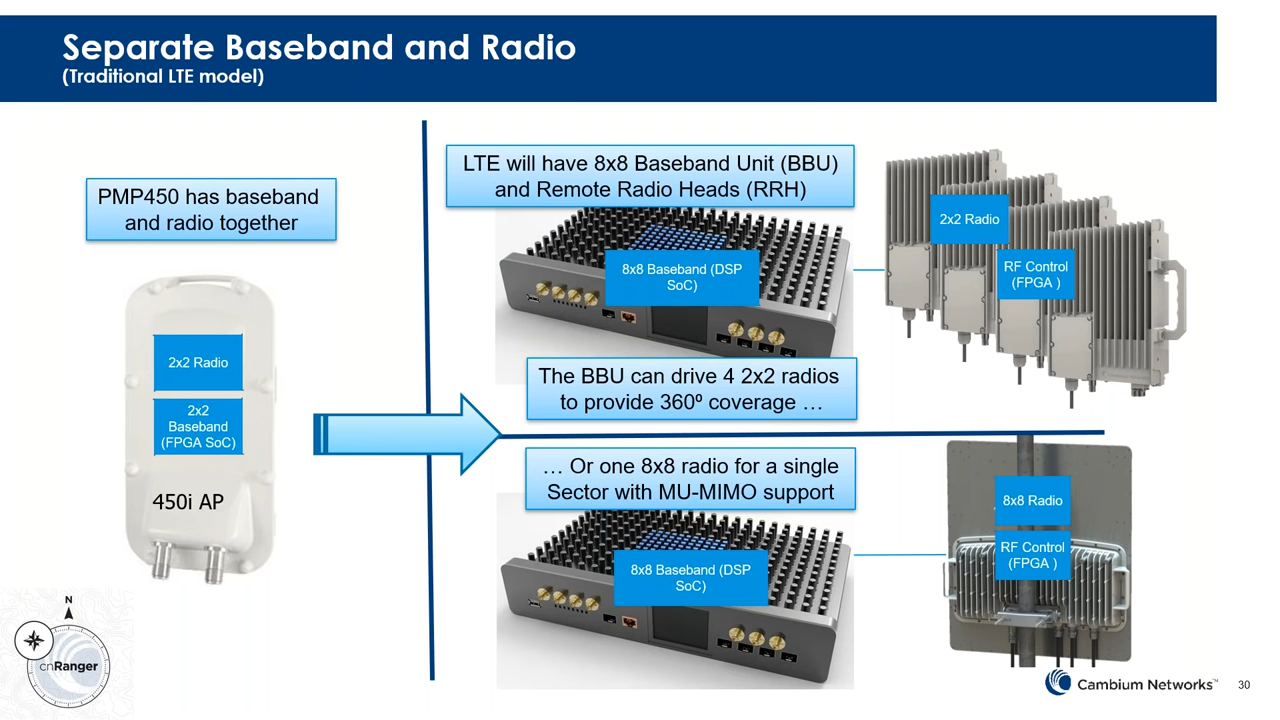 Separate Baseband and Radio
(Traditional LTE model)
PMP450 has baseband
and radio together
2x2 Radio
2x2
Baseband
(FPGA SoC)
450i AP
LTE will have 8x8 Baseband Unit (BBU)
and Remote Radio Heads (RRH)
8x8 Baseband (DSP
SoC)
2x2 Radio
RF Control
(FPGA )
The BBU can drive 4 2x2 radios
to provide 360º coverage …
… Or one 8x8 radio for a single
Sector with MU-MIMO support
8x8 Baseband (DSP
SoC)
8x8 Radio
RF Control
(FPGA )
N
cnRanger
Cambium Networks™
30